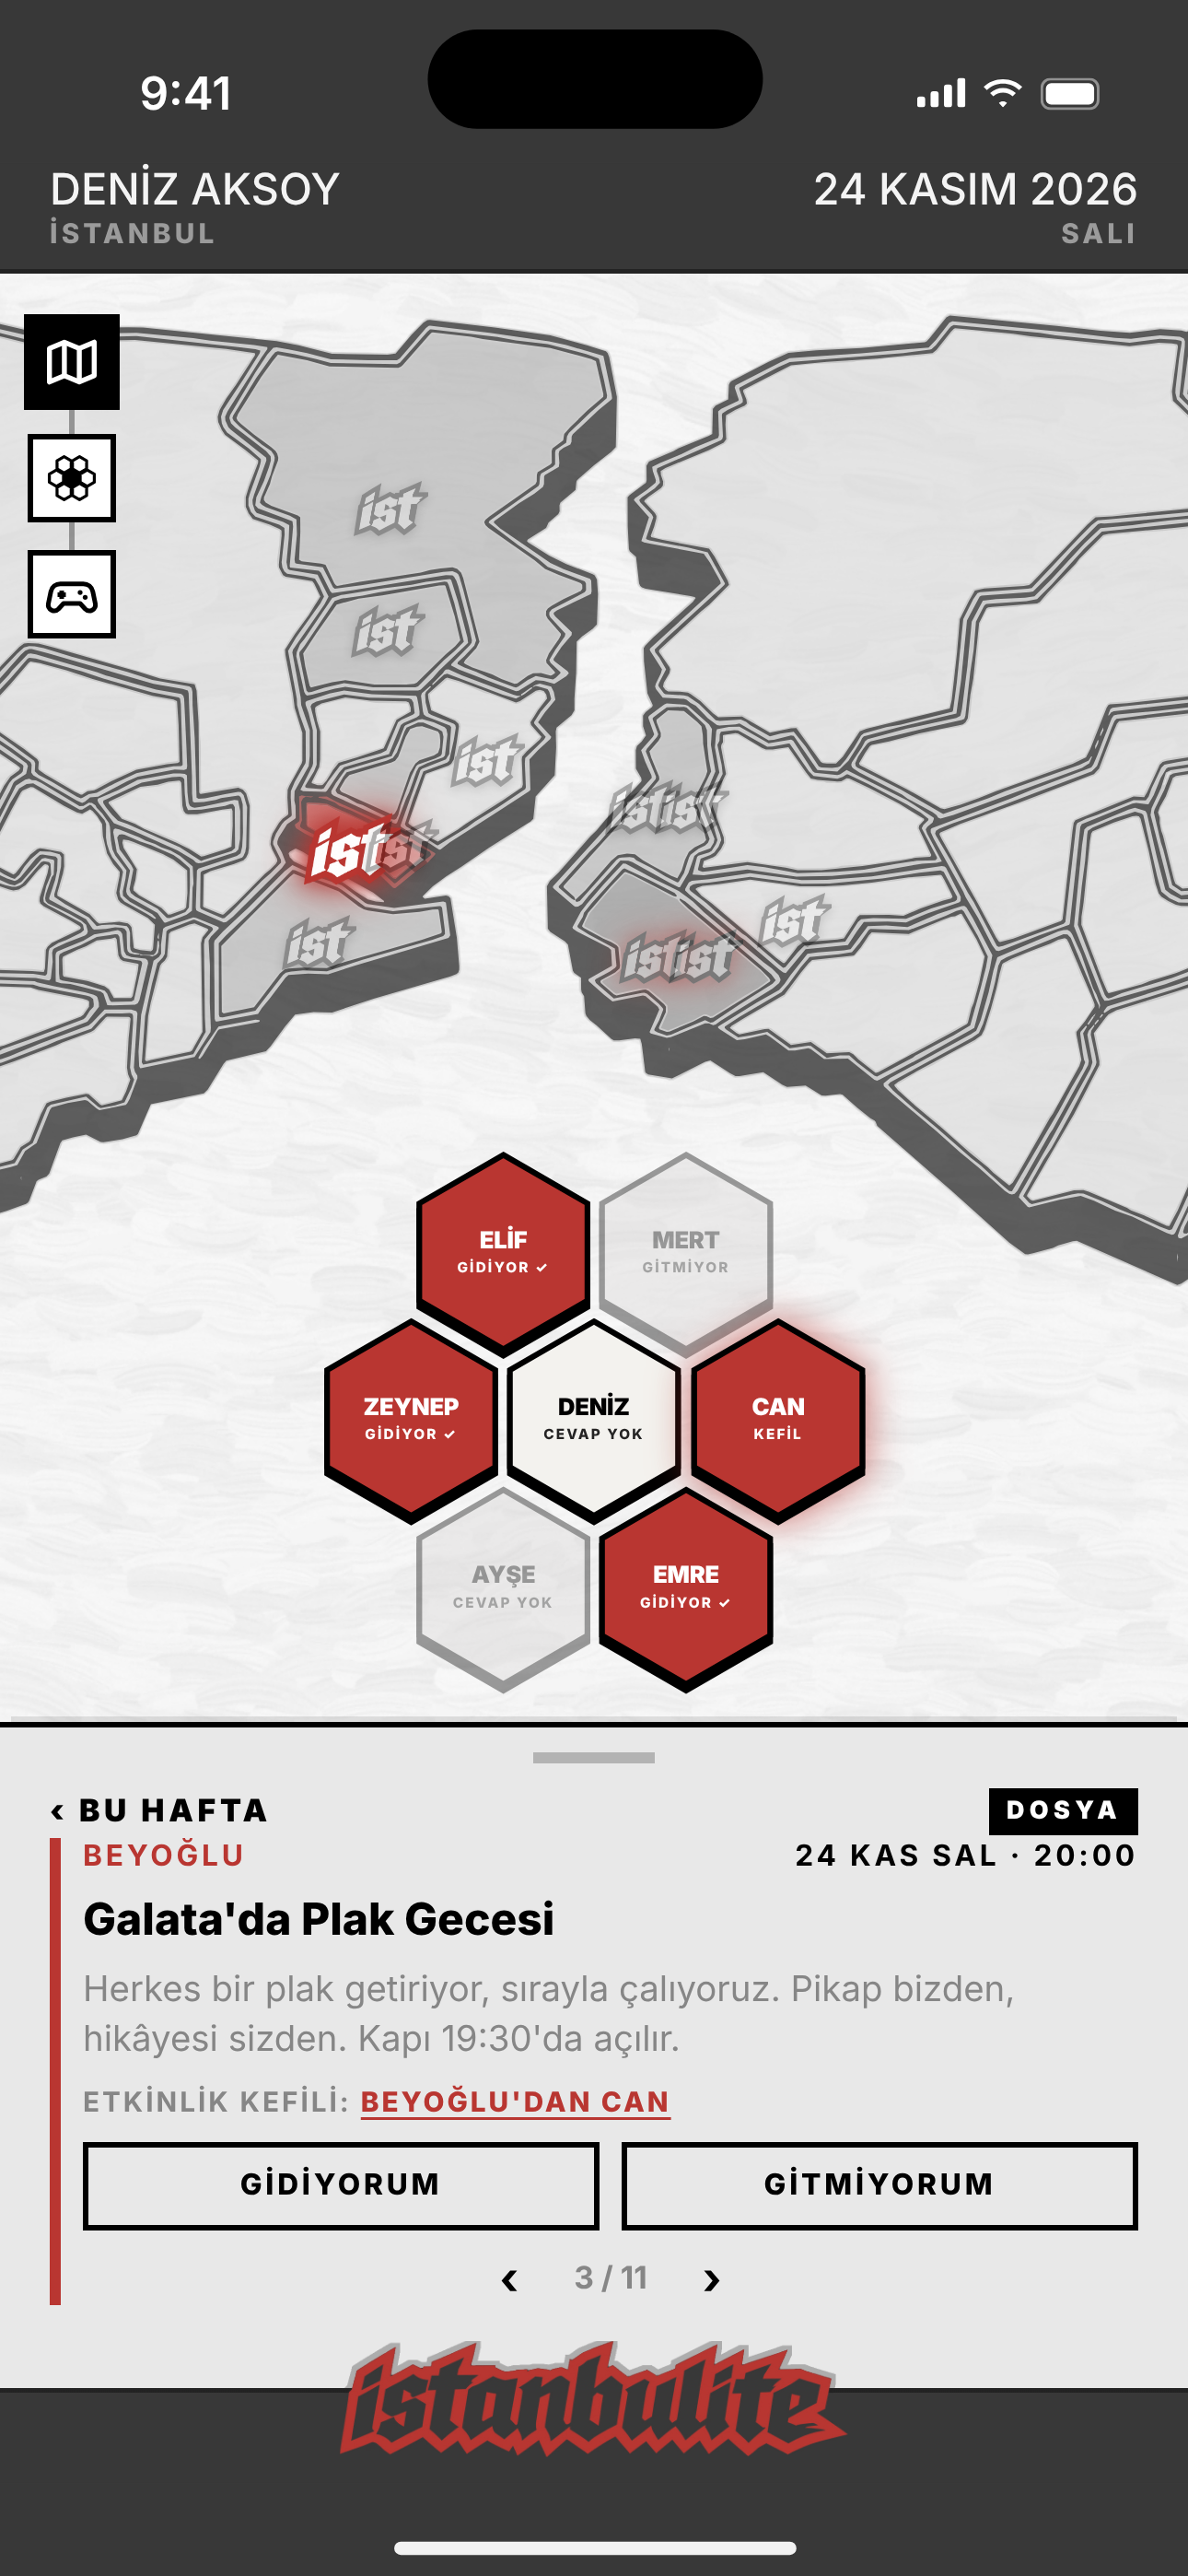 9:41
DENİZ AKSOY
24 KASIM 2026
İSTANBUL
SALI
ist
ist
ist
istist
istist
ist
ist
istist
ELİF
GİDİYOR ✓
MERT
GİTMİYOR
ZEYNEP
GİDİYOR ✓
DENİZ
CEVAP YOK
CAN
KEFİL
AYŞE
CEVAP YOK
EMRE
GİDİYOR ✓
‹ BU HAFTA
DOSYA
BEYOĞLU
24 KAS SAL · 20:00
Galata'da Plak Gecesi
Herkes bir plak getiriyor, sırayla çalıyoruz. Pikap bizden,
hikâyesi sizden. Kapı 19:30'da açılır.
ETKİNLİK KEFİLİ: BEYOĞLU'DAN CAN
GİDİYORUM
GİTMİYORUM
‹ 3 / 11 ›
istanbulite